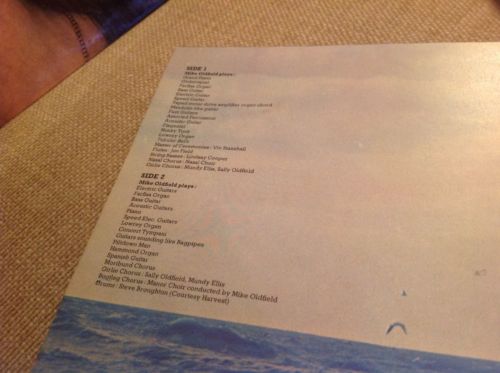 SIDE 1
Mike Oldfield plays :
Grand Piano
Glockenspiel
Farfisa Organ
Bass Guitar
Electric Guitar
Speed Guitar
Taped motor drive amplifier organ chord
Mandolin-like guitar
Fuzz Guitars
Assorted Percussion
Acoustic Guitar
Flageolet
Honky Tonk
Lowrey Organ
Tubular Bells
Master of Ceremonies : Viv Stanshall
Flutes : Jon Field
String Basses : Lindsay Cooper
Nasal Chorus : Nasal Choir
Girlie Chorus : Mundy Ellis, Sally Oldfield
SIDE 2
Mike Oldfield plays :
Electric Guitars
Farfisa Organ
Bass Guitar
Acoustic Guitars
Piano
Speed Elec. Guitars
Lowrey Organ
Concert Tympani
Guitars sounding like Bagpipes
Piltdown Man
Hammond Organ
Spanish Guitar
Moribund Chorus
Girlie Chorus : Sally Oldfield, Mundy Ellis
Bootleg Chorus : Manor Choir conducted by Mike Oldfield
Drums : Steve Broughton (Courtesy Harvest)